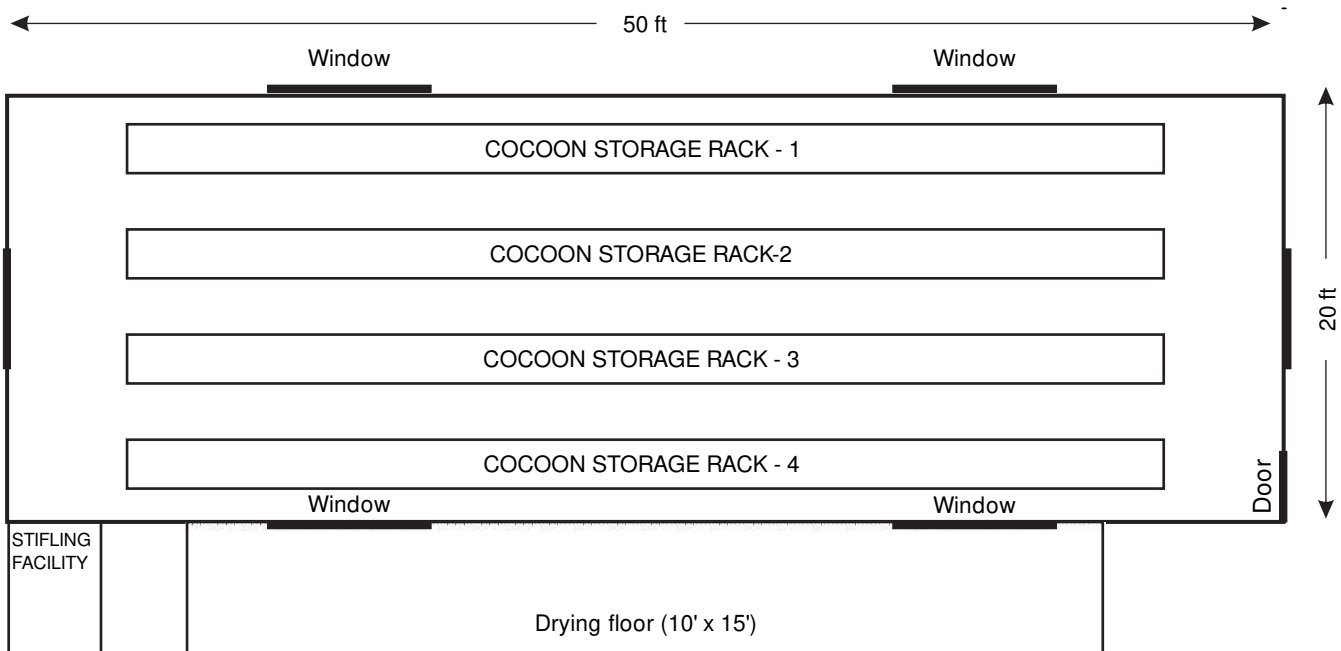 50 ft
Window
Window
COCOON STORAGE RACK - 1
COCOON STORAGE RACK-2
20 ft
COCOON STORAGE RACK - 3
COCOON STORAGE RACK - 4
Door
Window
Window
STIFLING
FACILITY
Drying floor (10' x 15')